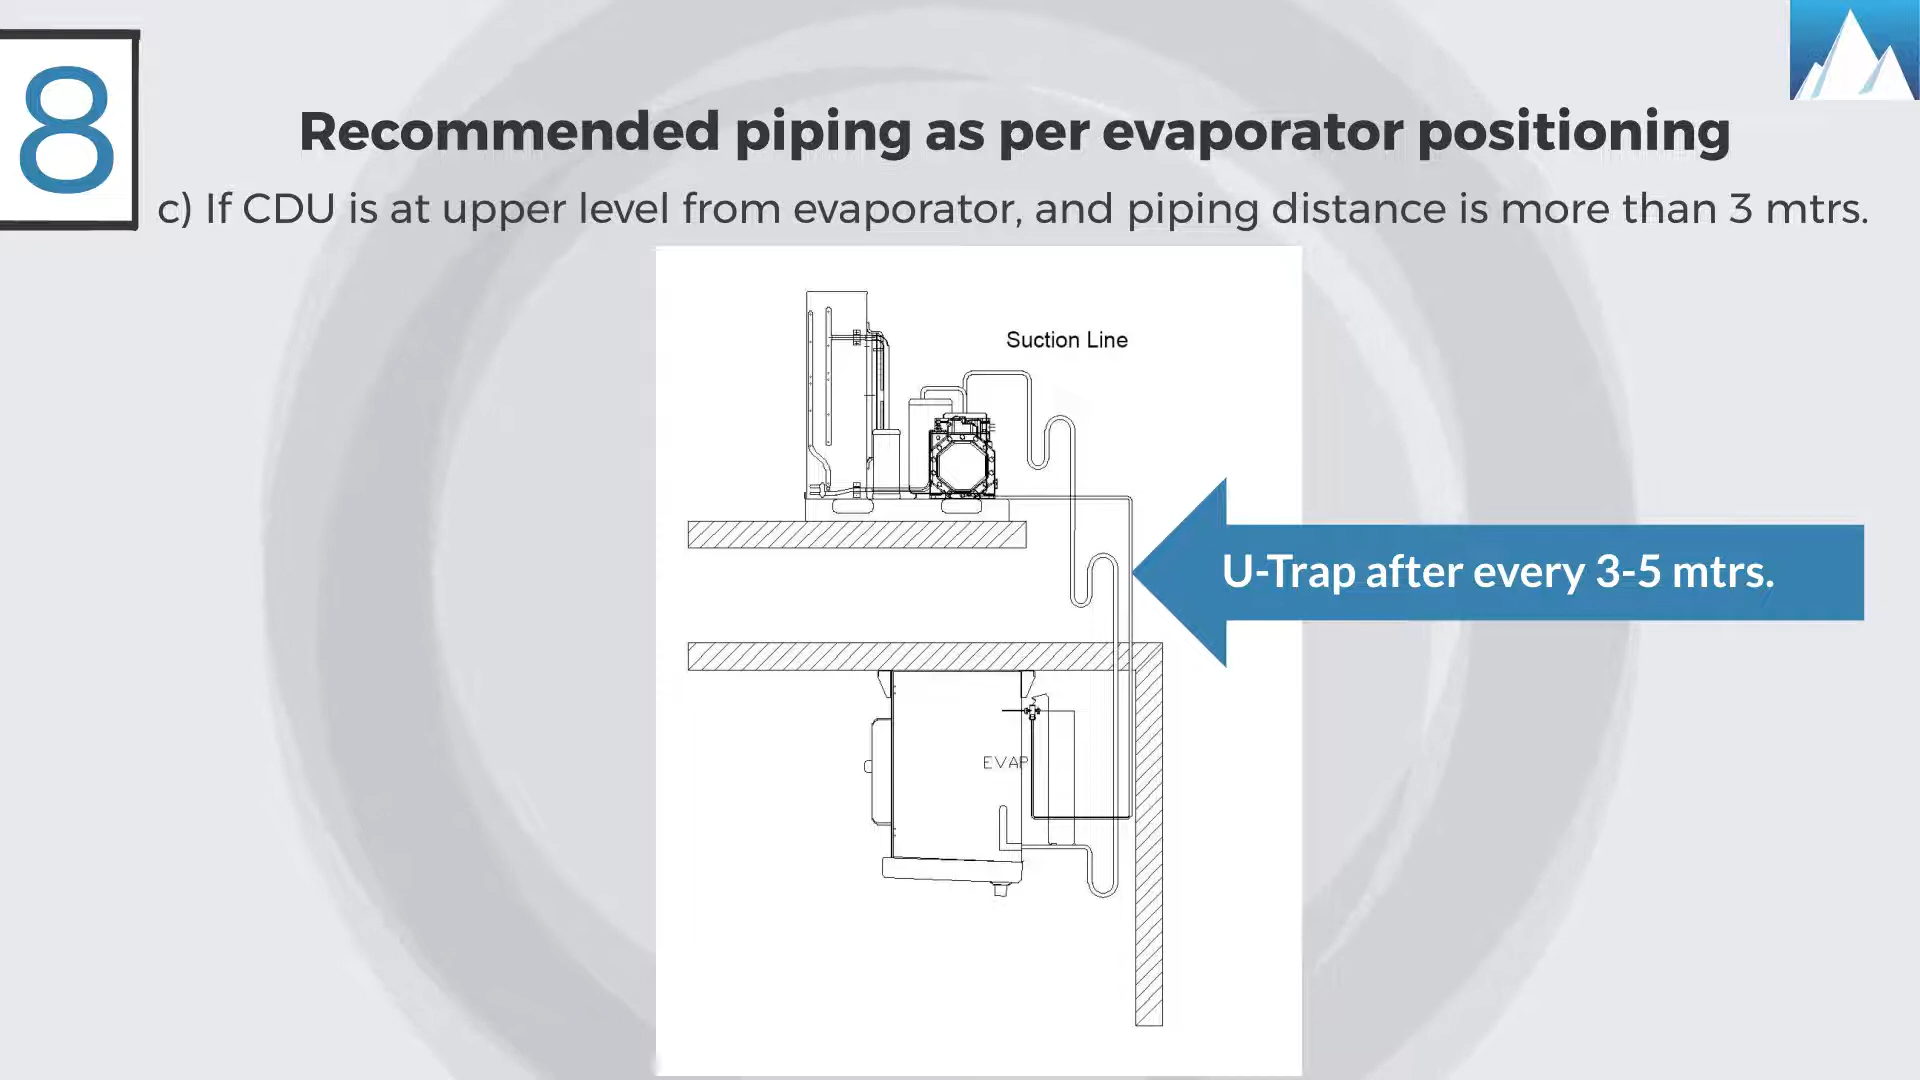 8
Recommended piping as per evaporator positioning
c) If CDU is at upper level from evaporator, and piping distance is more than 3 mtrs.
Suction Line
U-Trap after every 3-5 mtrs.
EVAP